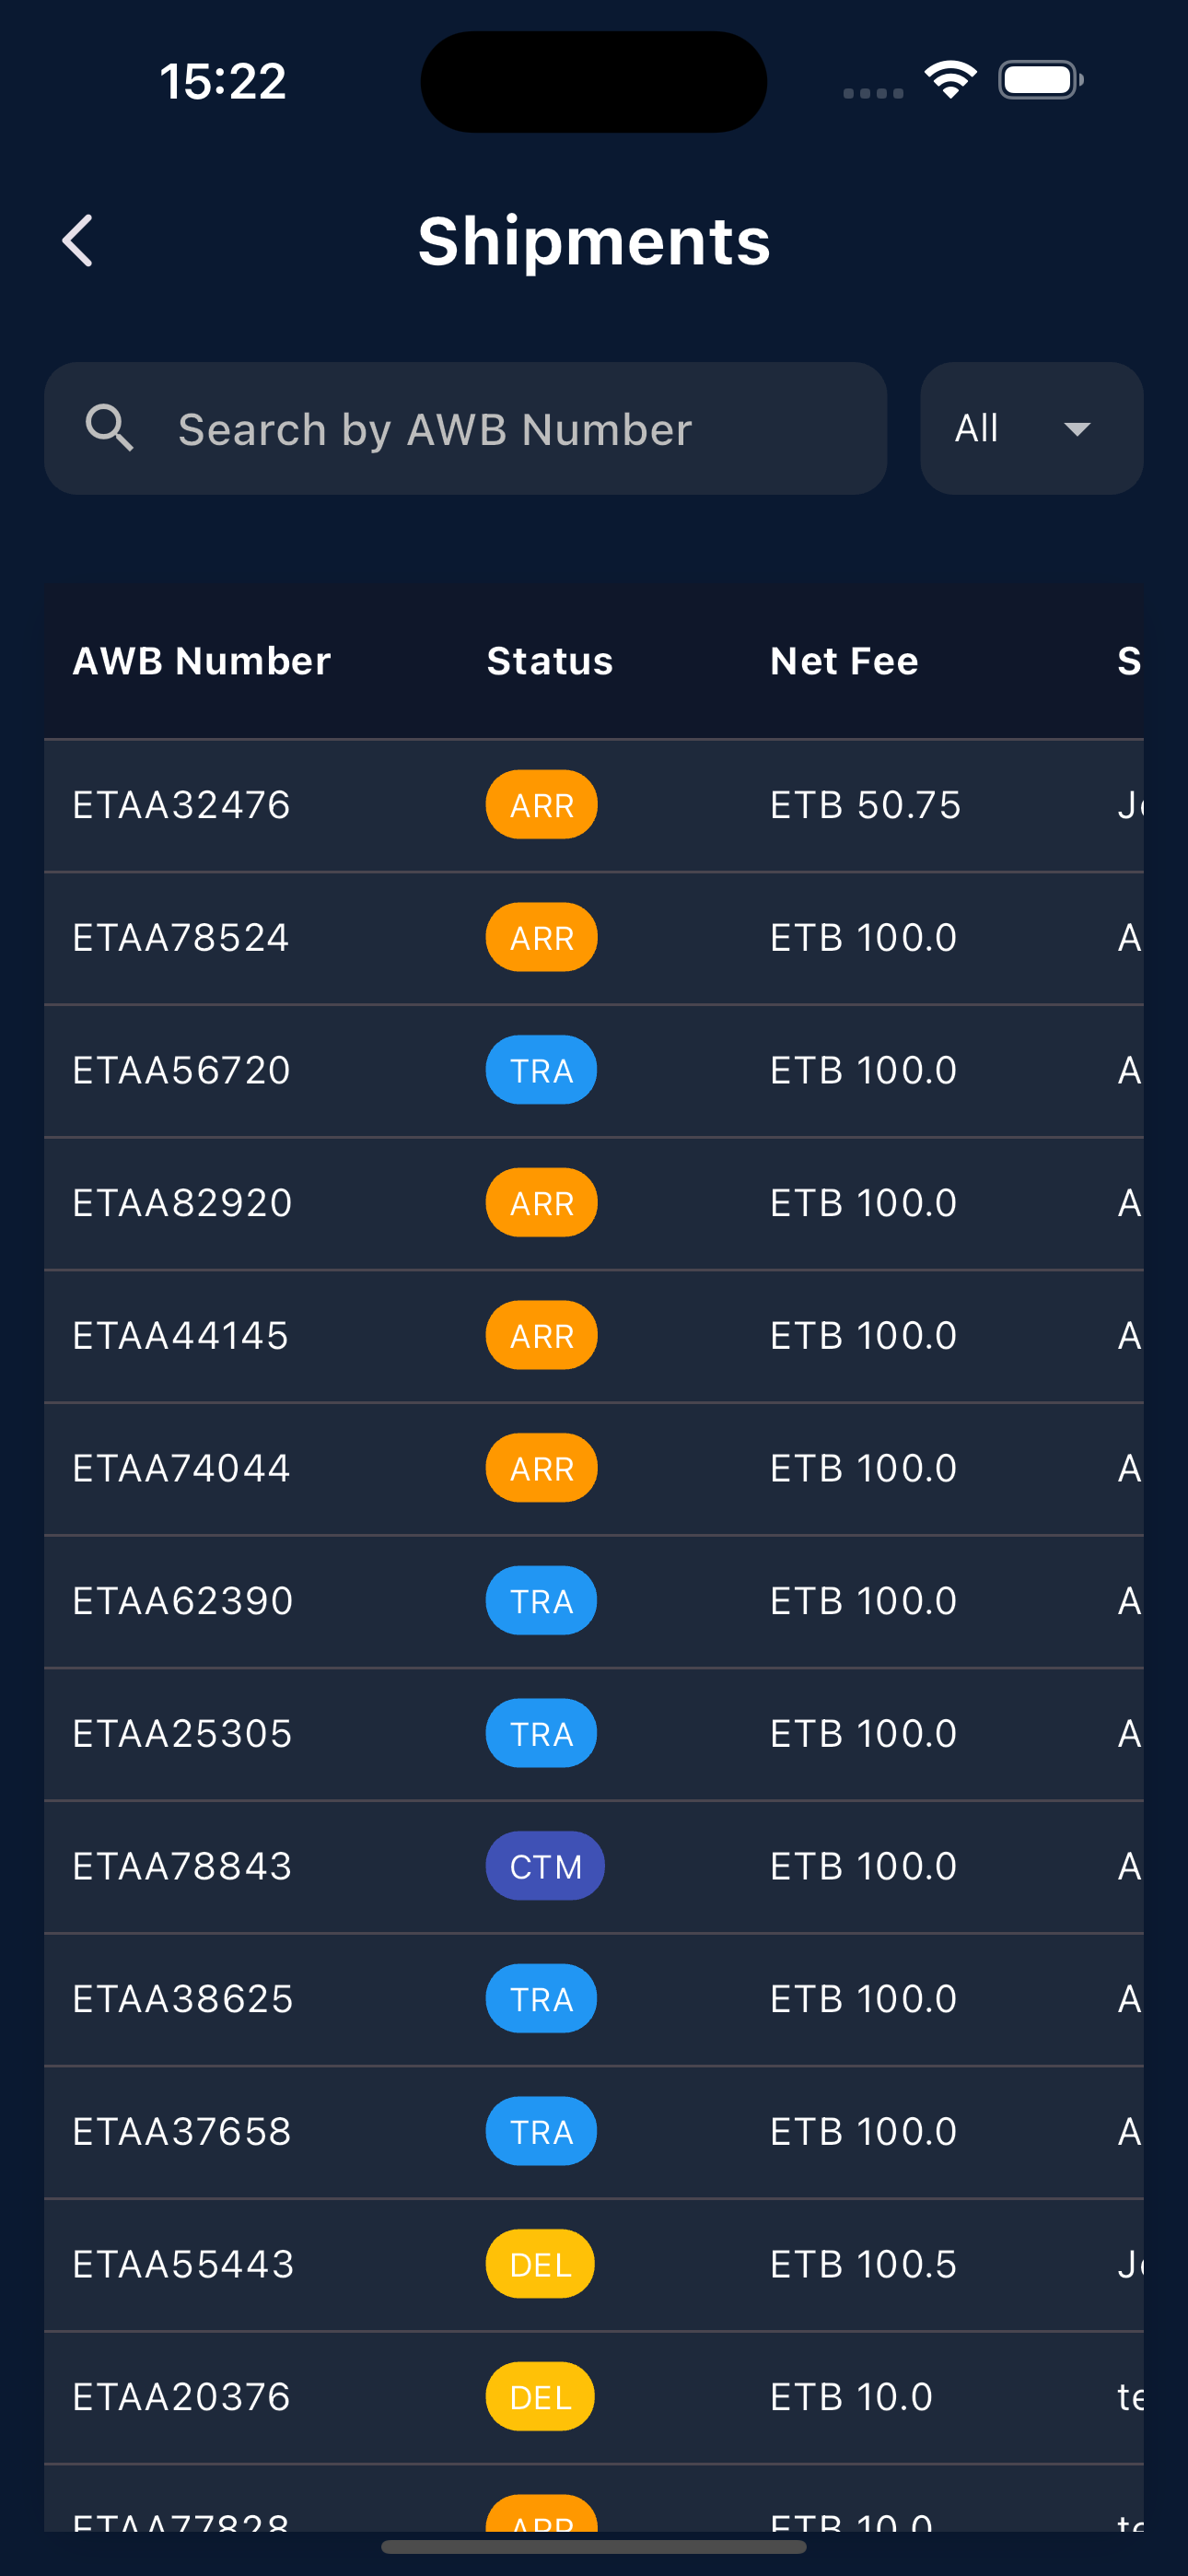 15:22
Shipments
Search by AWB Number All
AWB Number Status Net Fee S
ETAA32476 ARR ETB 50.75
ETAA78524 ARR ETB 100.0 A
ETAA56720 TRA ETB 100.0 A
ETAA82920 ARR ETB 100.0 A
ETAA44145 ARR ETB 100.0 A
ETAA74044 ARR ETB 100.0 A
ETAA62390 TRA ETB 100.0 A
ETAA25305 TRA ETB 100.0 A
ETAA78843 CTM ETB 100.0 A
ETAA38625 TRA ETB 100.0 A
ETAA37658 TRA ETB 100.0 A
ETAA55443 DEL ETB 100.5
ETAA20376 DEL ETB 10.0 te
ETAA77828 ARR ETB 10.0 te